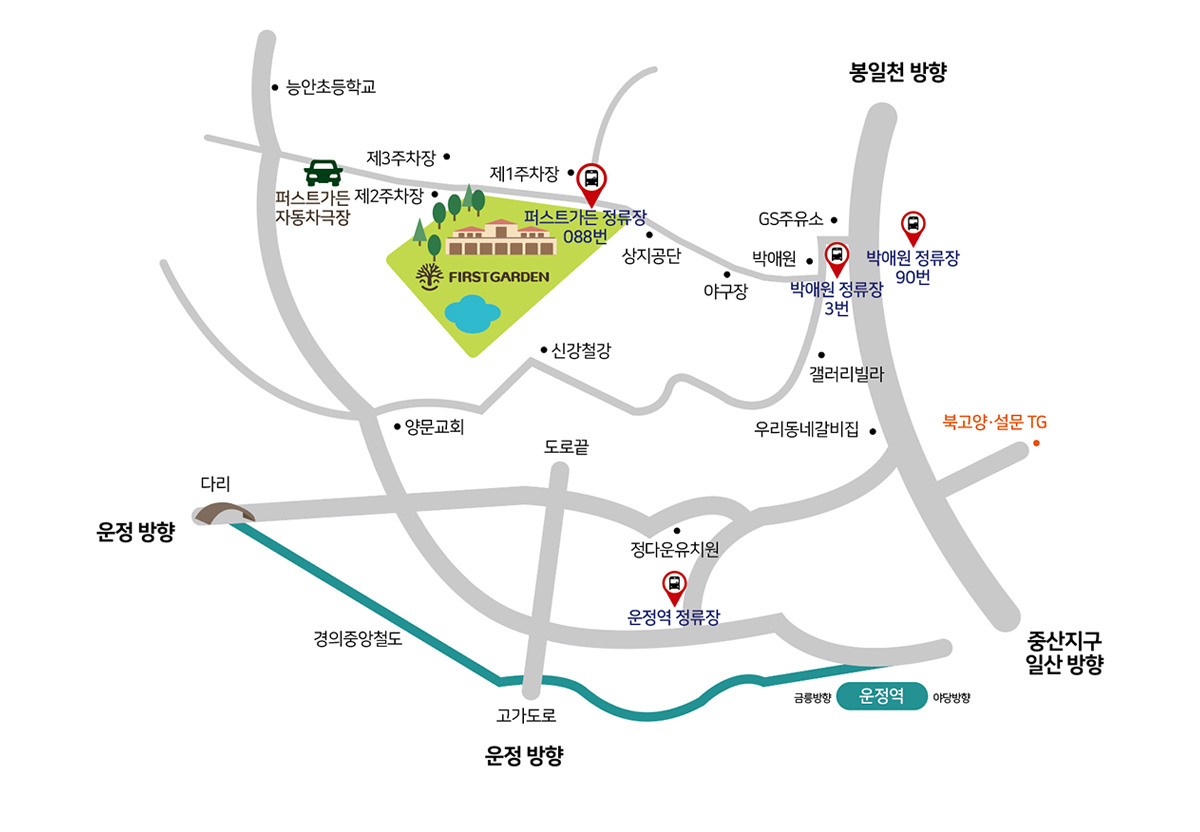 봉일천 방향
능안초등학교
제3주차장
제1주차장
퍼스트가든
자동차극장
제2주차장
퍼스트가든 정류장
088번
GS주유소
상지공단
박애원
박애원 정류장
90번
FIRSTGARDEN
야구장
박애원 정류장
3번
신강철강
갤러리빌라
양문교회
우리동네갈비집
북고양·설문 TG
도로끝
다리
운정 방향
정다운유치원
운정역 정류장
경의중앙철도
중산지구
일산 방향
금릉방향
운정역
야당방향
고가도로
운정 방향